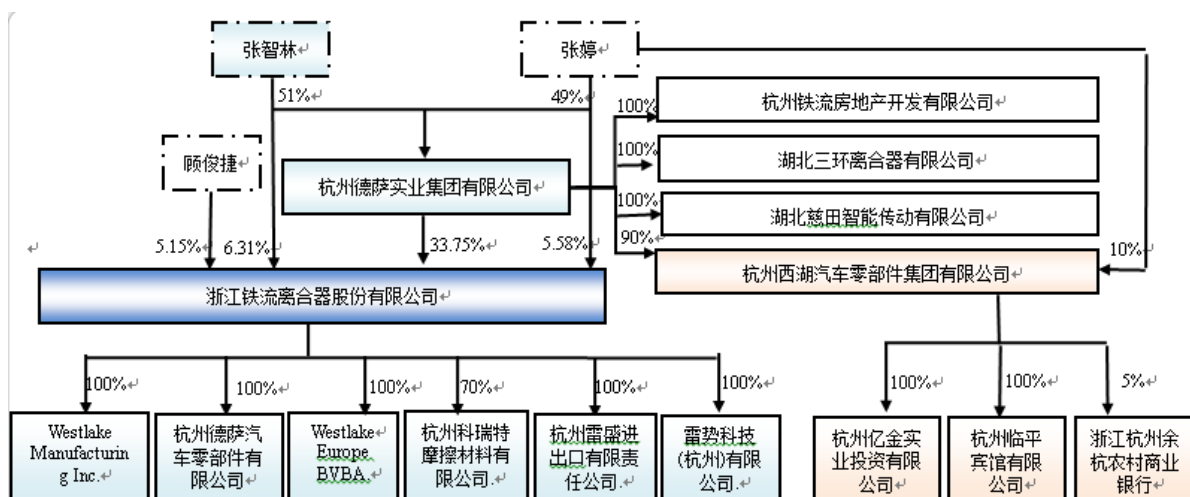 张智林
张婷
51%
49%
100%
杭州铁流房地产开发有限公司
顾俊捷
100%
湖北三环离合器有限公司
杭州德萨实业集团有限公司
100%
湖北慈田智能传动有限公司
5.15%
6.31%
33.75%
5.58%
90%
10%
杭州西湖汽车零部件集团有限公司
浙江铁流离合器股份有限公司
100%
100%
100%
70%
100%
100%
100%
100%
5%
Westlake
Manufacturin
g Inc.
杭州德萨汽
车零部件有
限公司
Westlake
Europe
BVBA.
杭州科瑞特
摩擦材料有
限公司.
杭州雷盛进
出口有限责
任公司.
雷势科技
(杭州)有限
公司.
杭州亿金实
业投资有限
公司
杭州临平
宾馆有限
公司
浙江杭州余
杭农村商业
银行